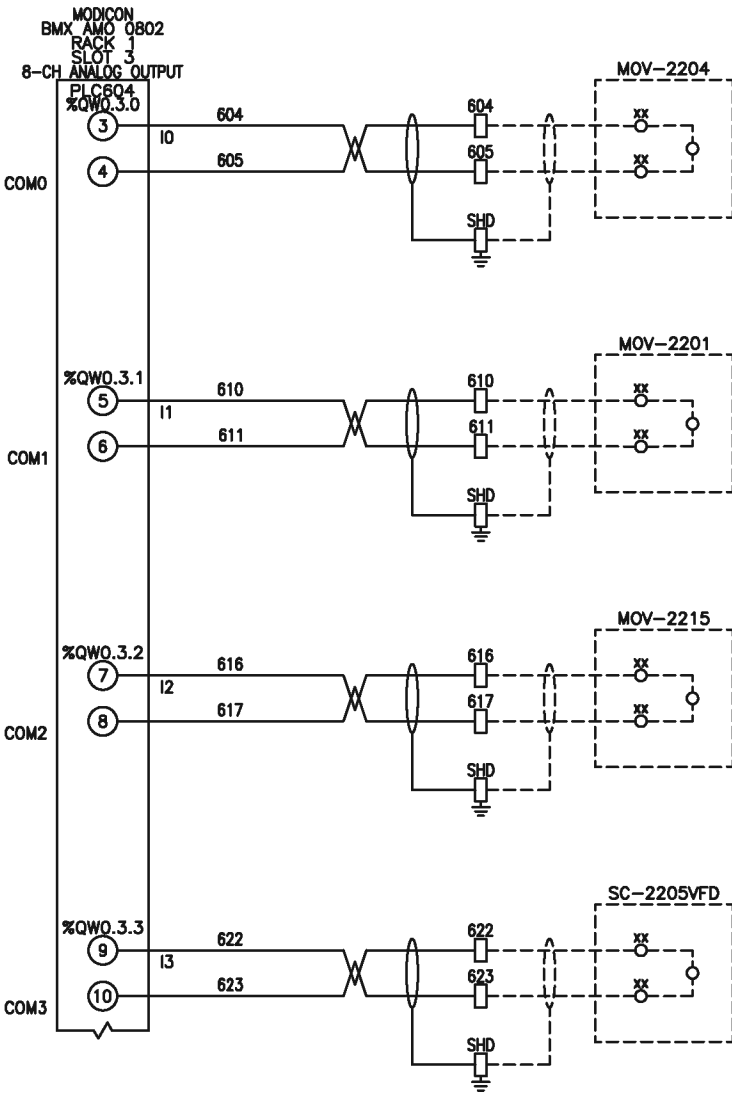 MODICON
BMX AMO 0802
RACK 1
SLOT 3
8-CH ANALOG OUTPUT
PLC604
%QW0.3.0
3
I0
604
604
MOV-2204
XX
COM0
4
605
605
XX
SHD
%QW0.3.1
5
I1
610
610
MOV-2201
XX
COM1
6
611
611
XX
SHD
%QW0.3.2
7
I2
616
616
MOV-2215
XX
COM2
8
617
617
XX
SHD
%QW0.3.3
9
I3
622
622
SC-2205VFD
XX
COM3
10
623
623
XX
SHD